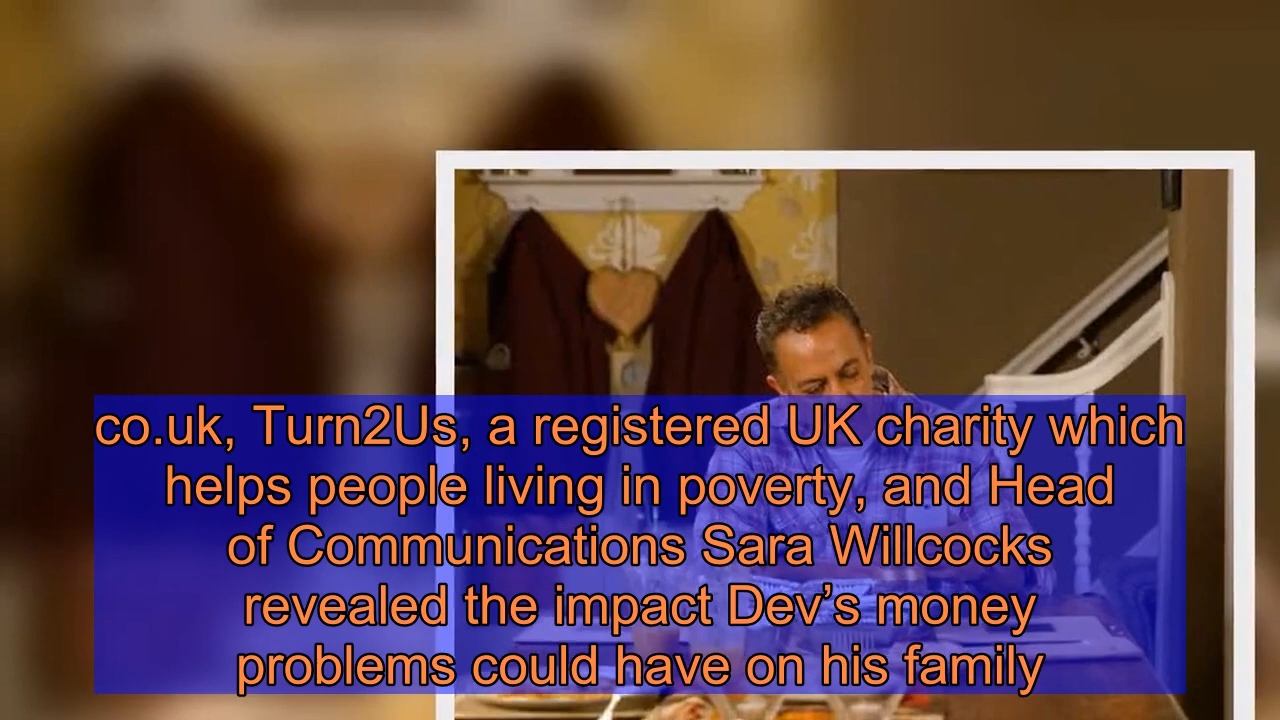 co.uk, Turn2Us, a registered UK charity which
helps people living in poverty, and Head
of Communications Sara Willcocks
revealed the impact Dev’s money
problems could have on his family